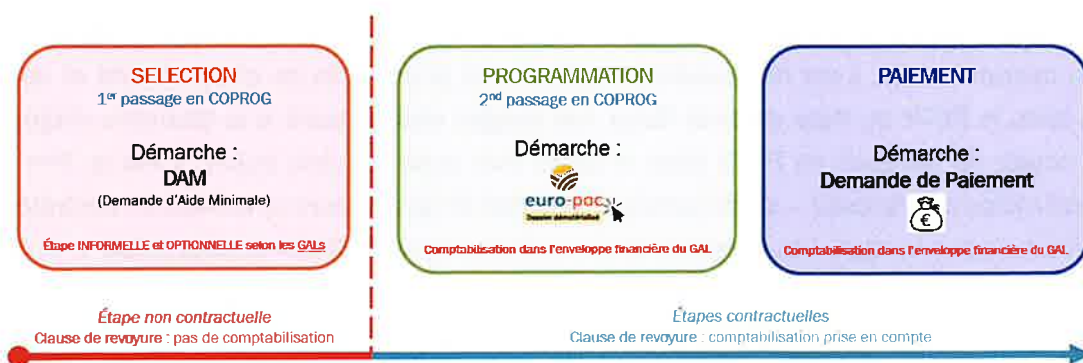 SELECTION
1er passage en COPROG
Démarche :
DAM
(Demande d'Aide Minimale)
Étape INFORMELLE et OPTIONNELLE selon les GALs
PROGRAMMATION
2nd passage en COPROG
Démarche :
euro-pac
Dossier dématérialisé
Comptabilisation dans l'enveloppe financière du GAL
PAIEMENT
Démarche :
Demande de Paiement
€
Comptabilisation dans l'enveloppe financière du GAL
Étape non contractuelle
Clause de revoyure : pas de comptabilisation
Étapes contractuelles
Clause de revoyure : comptabilisation prise en compte